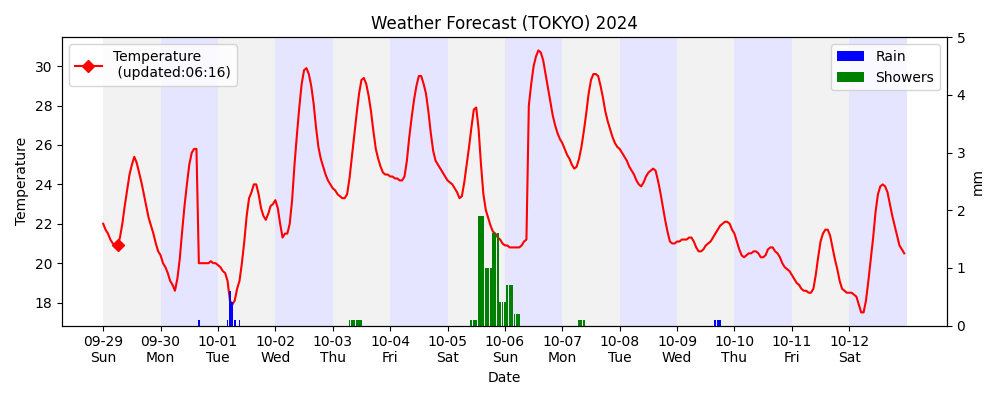 Weather Forecast (TOKYO) 2024
Temperature
(updated:06:16)
Rain
Showers
Temperature
30
28
26
24
22
20
18
5
4
3
2
1
0
mm
09-29 09-30 10-01 10-02 10-03 10-04 10-05 10-06 10-07 10-08 10-09 10-10 10-11 10-12
Sun Mon Tue Wed Thu Fri Sat Sun Mon Tue Wed Thu Fri Sat
Date